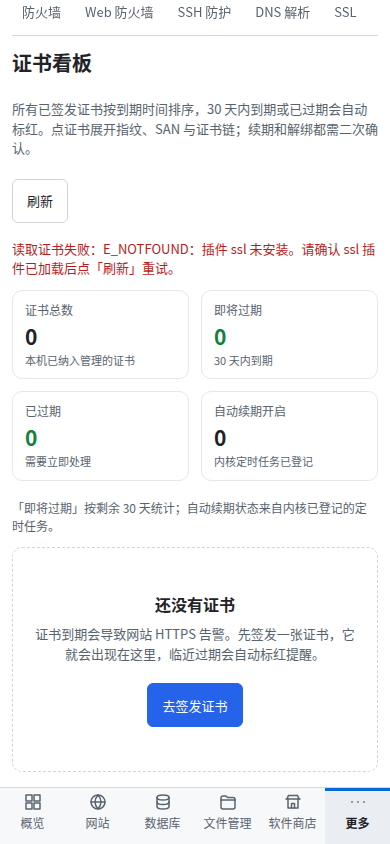 防火墙 Web 防火墙 SSH 防护 DNS 解析 SSL
证书看板
所有已签发证书按到期时间排序，30 天内到期或已过期会自动
标红。点证书展开指纹、SAN 与证书链；续期和解绑都需二次确
认。
刷新
读取证书失败：E_NOTFOUND：插件 ssl 未安装。请确认 ssl 插
件已加载后点「刷新」重试。
证书总数
0
本机已纳入管理的证书
即将过期
0
30 天内到期
已过期
0
需要立即处理
自动续期开启
0
内核定时任务已登记
「即将过期」按剩余 30 天统计；自动续期状态来自内核已登记的定
时任务。
还没有证书
证书到期会导致网站 HTTPS 告警。先签发一张证书，它
就会出现在这里，临近过期会自动标红提醒。
去签发证书
概览 网站 数据库 文件管理 软件商店 更多